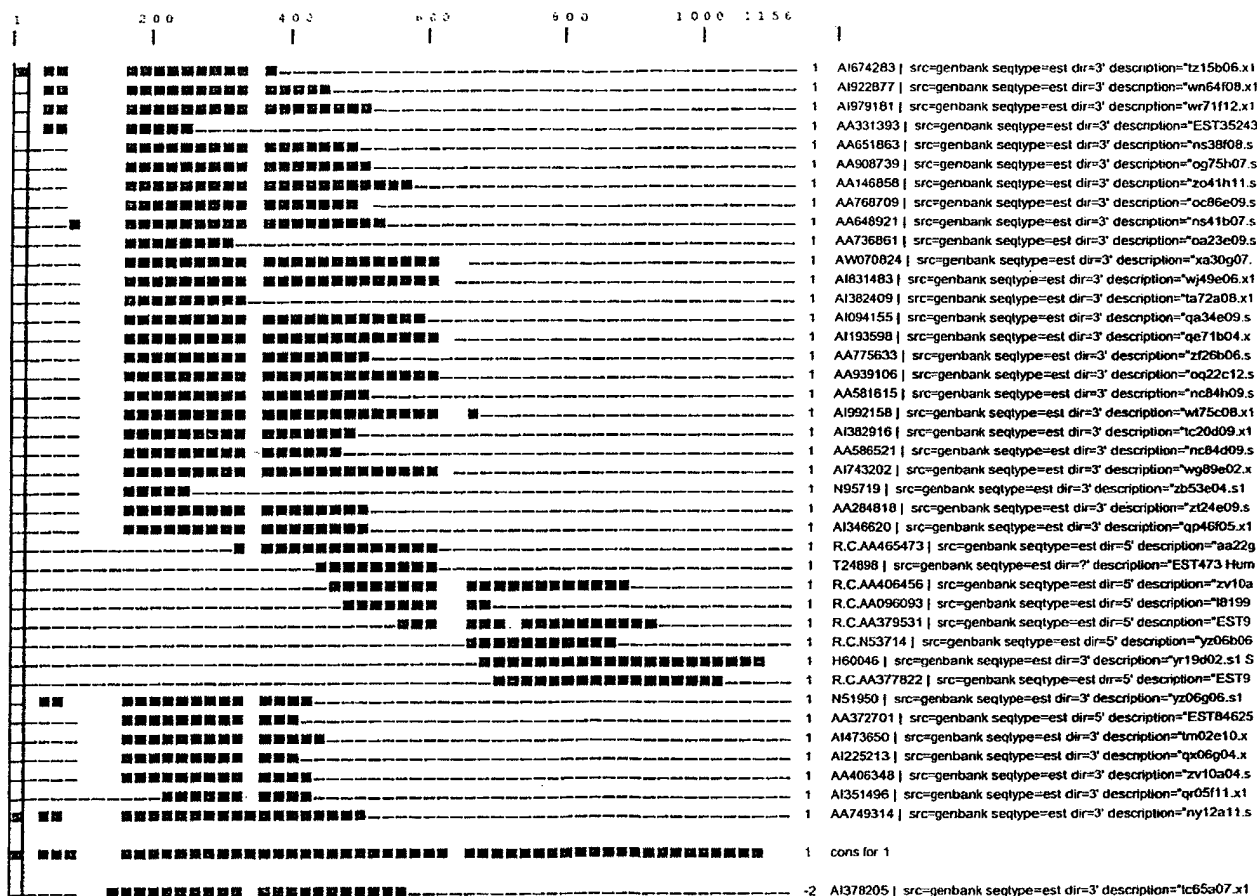 1 200 400 600 800 1000 1156
1 AI674283 | src=genbank seqtype=est dir=3' description="tz15b06.x1
1 AI922877 | src=genbank seqtype=est dir=3' description="wn64f08.x1
1 AI979181 | src=genbank seqtype=est dir=3' description="wr71f12.x1
1 AA331393 | src=genbank seqtype=est dir=3' description="EST35243
1 AA651863 | src=genbank seqtype=est dir=3' description="ns38f08.s
1 AA908739 | src=genbank seqtype=est dir=3' description="og75h07.s
1 AA146858 | src=genbank seqtype=est dir=3' description="zo41h11.s
1 AA768709 | src=genbank seqtype=est dir=3' description="oc86e09.s
1 AA648921 | src=genbank seqtype=est dir=3' description="ns41b07.s
1 AA736861 | src=genbank seqtype=est dir=3' description="oa23e09.s
1 AW070824 | src=genbank seqtype=est dir=3' description="xa30g07.
1 AI831483 | src=genbank seqtype=est dir=3' description="wj49e06.x1
1 AI382409 | src=genbank seqtype=est dir=3' description="ta72a08.x1
1 AI094155 | src=genbank seqtype=est dir=3' description="qa34e09.s
1 AI193598 | src=genbank seqtype=est dir=3' description="qe71b04.x
1 AA775633 | src=genbank seqtype=est dir=3' description="zf26b06.s
1 AA939106 | src=genbank seqtype=est dir=3' description="oq22c12.s
1 AA581615 | src=genbank seqtype=est dir=3' description="nc84h09.s
1 AI992158 | src=genbank seqtype=est dir=3' description="wt75c08.x1
1 AI382916 | src=genbank seqtype=est dir=3' description="tc20d09.x1
1 AA586521 | src=genbank seqtype=est dir=3' description="nc84d09.s
1 AI743202 | src=genbank seqtype=est dir=3' description="wg89e02.x
1 N95719 | src=genbank seqtype=est dir=3' description="zb53e04.s1
1 AA284818 | src=genbank seqtype=est dir=3' description="zt24e09.s
1 AI346620 | src=genbank seqtype=est dir=3' description="qp46f05.x1
1 R.C.AA465473 | src=genbank seqtype=est dir=5' description="aa22g
1 T24898 | src=genbank seqtype=est dir=? description="EST473 Hum
1 R.C.AA406456 | src=genbank seqtype=est dir=5' description="zv10a
1 R.C.AA096093 | src=genbank seqtype=est dir=5' description="l8199
1 R.C.AA379531 | src=genbank seqtype=est dir=5' description="EST9
1 R.C.N53714 | src=genbank seqtype=est dir=5' description="yz06b06
1 H60046 | src=genbank seqtype=est dir=3' description="yr19d02.s1 S
1 R.C.AA377822 | src=genbank seqtype=est dir=5' description="EST9
1 N51950 | src=genbank seqtype=est dir=3' description="yz06g06.s1
1 AA372701 | src=genbank seqtype=est dir=5' description="EST84625
1 AI473650 | src=genbank seqtype=est dir=3' description="tm02e10.x
1 AI225213 | src=genbank seqtype=est dir=3' description="qx06g04.x
1 AA406348 | src=genbank seqtype=est dir=3' description="zv10a04.s
1 AI351496 | src=genbank seqtype=est dir=3' description="qr05f11.x1
1 AA749314 | src=genbank seqtype=est dir=3' description="ny12a11.s
1 cons for 1
-2 AI378205 | src=genbank seqtype=est dir=3' description="tc65a07.x1